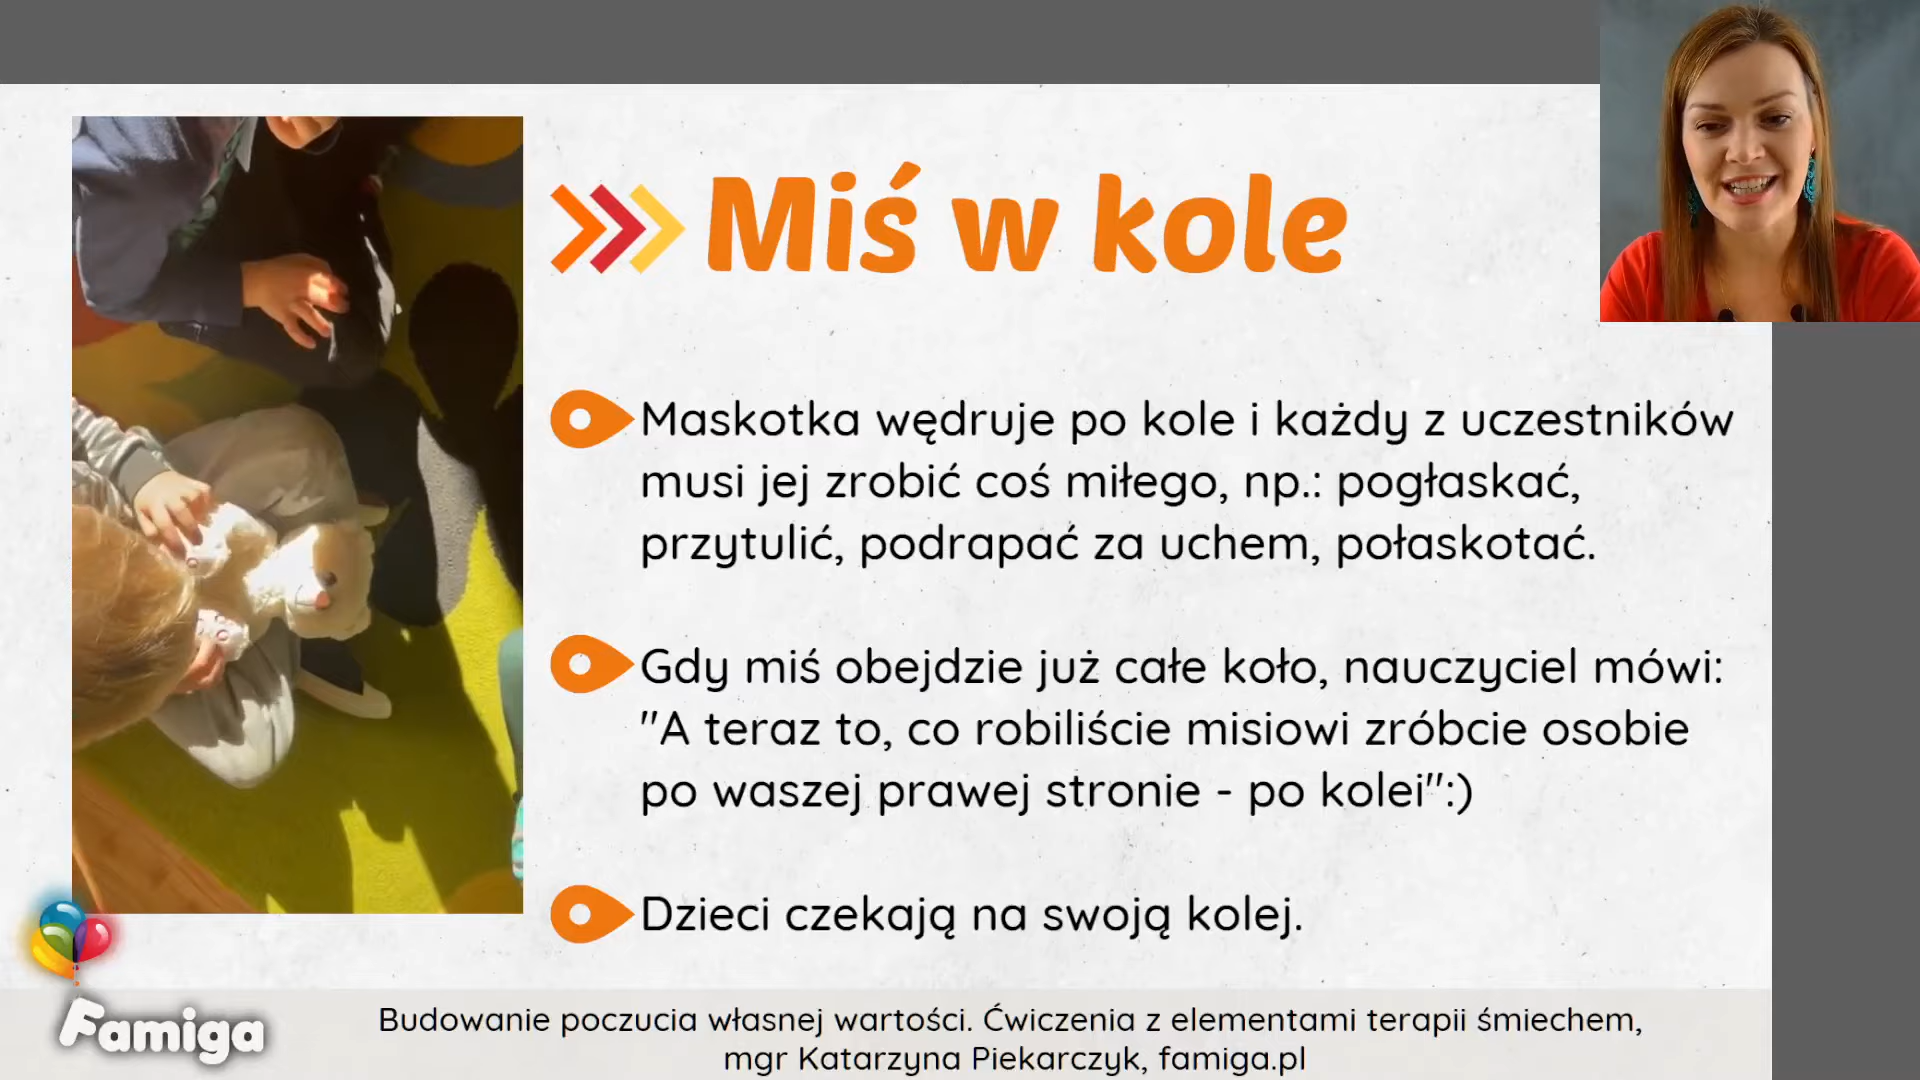 Miś w kole
Maskotka wędruje po kole i każdy z uczestników
musi jej zrobić coś miłego, np.: pogłaskać,
przytulić, podrapać za uchem, połaskotać.
Gdy miś obejdzie już całe koło, nauczyciel mówi:
"A teraz to, co robiliście misiowi zróbcie osobie
po waszej prawej stronie - po kolei":)
Dzieci czekają na swoją kolej.
Famiga
Budowanie poczucia własnej wartości. Ćwiczenia z elementami terapii śmiechem,
mgr Katarzyna Piekarczyk, famiga.pl